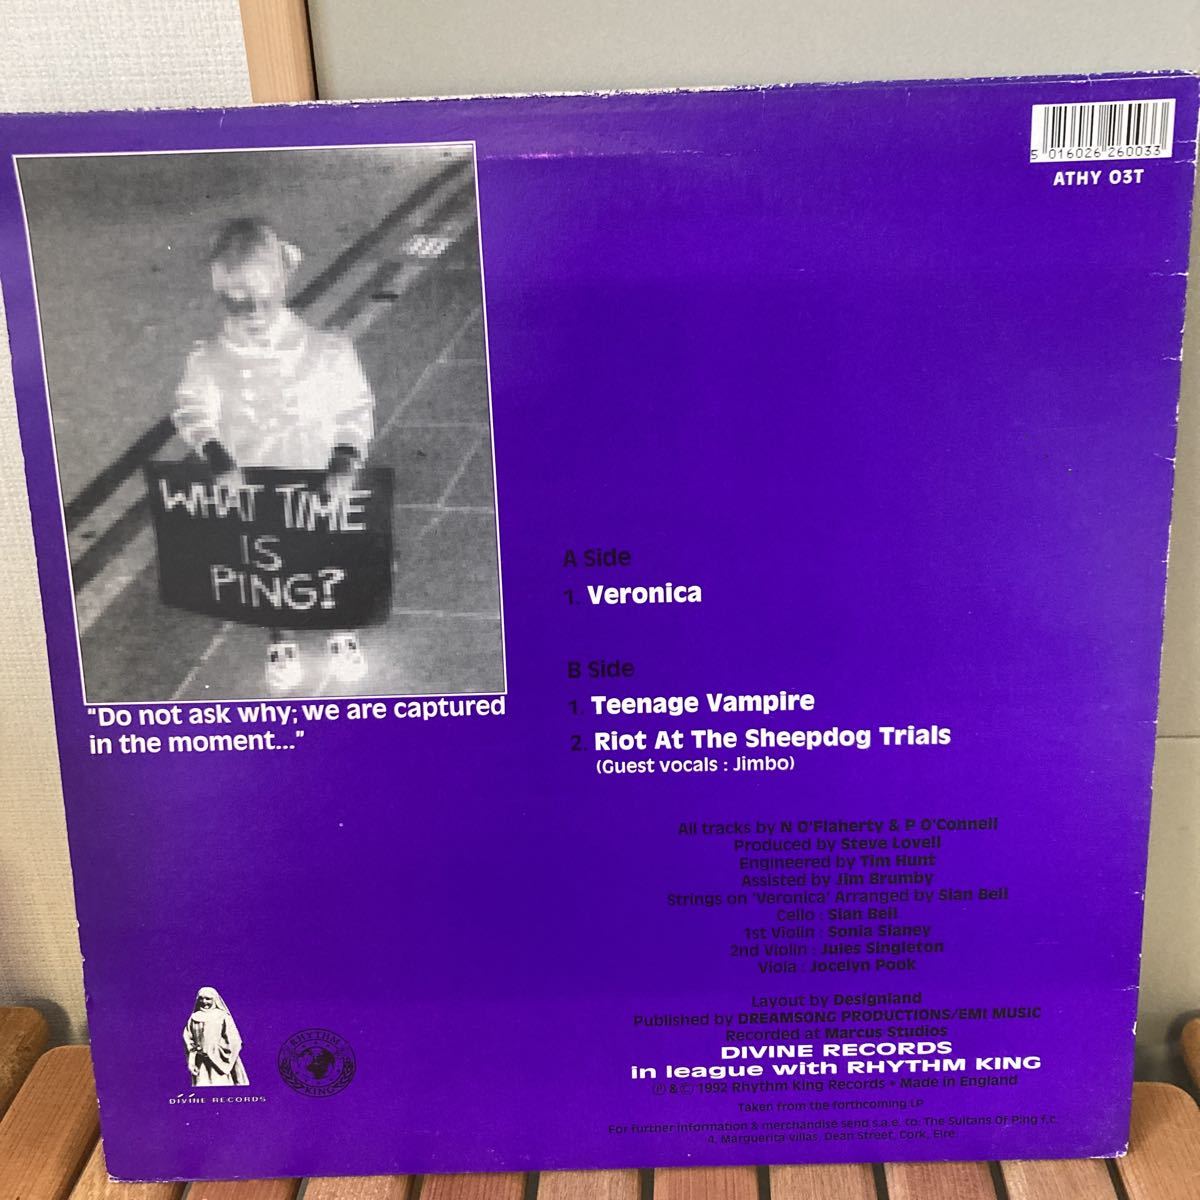 5 016026 260033
ATHY 03T
WHAT TIME
IS
PING?
"Do not ask why; we are captured
in the moment..."
A Side
1. Veronica
B Side
1. Teenage Vampire
2. Riot At The Sheepdog Trials
(Guest vocals : Jimbo)
All tracks by N O'Flaherty & P O'Connell
Produced by Steve Lovell
Engineered by Tim Hunt
Assisted by Jim Brumby
Strings on 'Veronica' Arranged by Sian Bell
Cello : Sian Bell
1st Violin : Sonia Slaney
2nd Violin : Jules Singleton
Viola : Jocelyn Pook
Layout by Designland
Published by DREAMSONG PRODUCTIONS/EMI MUSIC
Recorded at Marcus Studios
DIVINE RECORDS
in league with RHYTHM KING
℗ & © 1992 Rhythm King Records • Made in England
Taken from the forthcoming LP
For further information & merchandise send s.a.e. to: The Sultans Of Ping f.c.
4, Marguerita villas, Dean Street, Cork, Eire.
DIVINE RECORDS
RHYTHM
KING